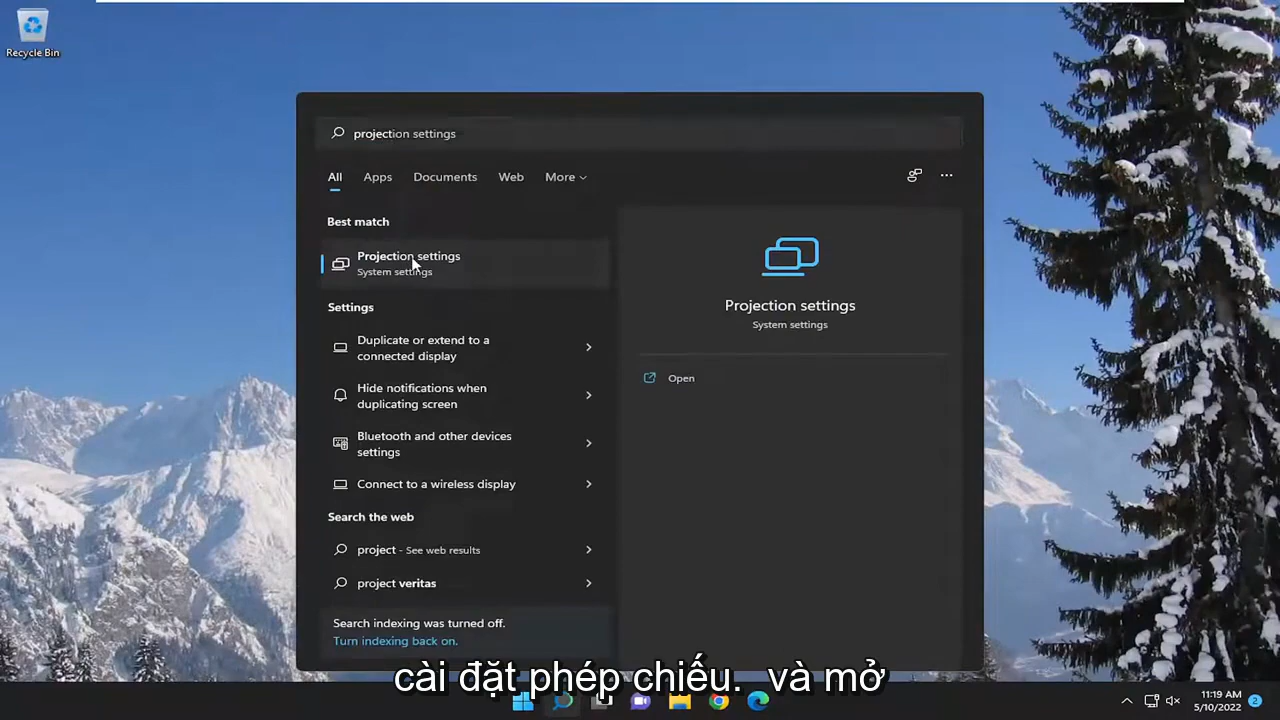 Recycle Bin
projection settings
All Apps Documents Web More
Best match
Projection settings
System settings
Settings
Duplicate or extend to a
connected display
Hide notifications when
duplicating screen
Bluetooth and other devices
settings
Connect to a wireless display
Search the web
project - See web results
project veritas
Search indexing was turned off.
Turn indexing back on.
Projection settings
System settings
Open
cài đặt phép chiếu. và mở
11:19 AM
5/10/2022
2